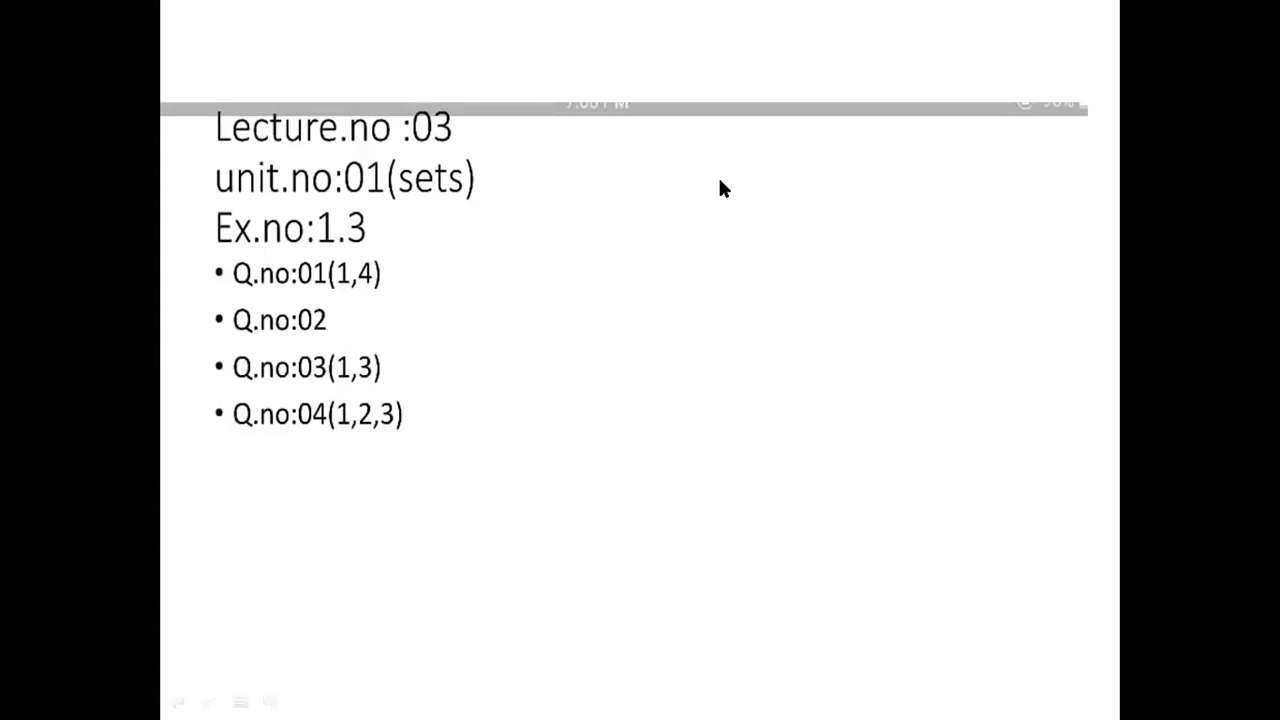 Lecture.no :03
unit.no:01(sets)
Ex.no:1.3
• Q.no:01(1,4)
• Q.no:02
• Q.no:03(1,3)
• Q.no:04(1,2,3)